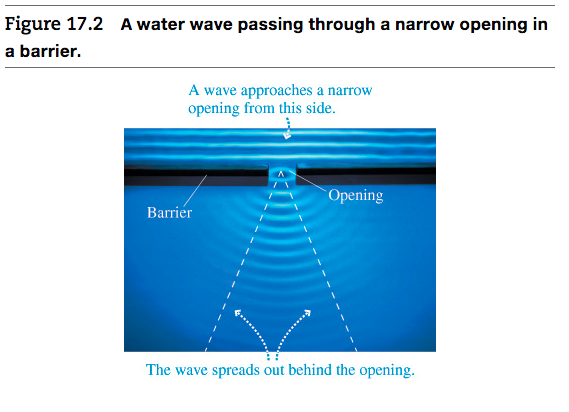 Figure 17.2 A water wave passing through a narrow opening in
a barrier.
A wave approaches a narrow
opening from this side.
Opening
Barrier
The wave spreads out behind the opening.